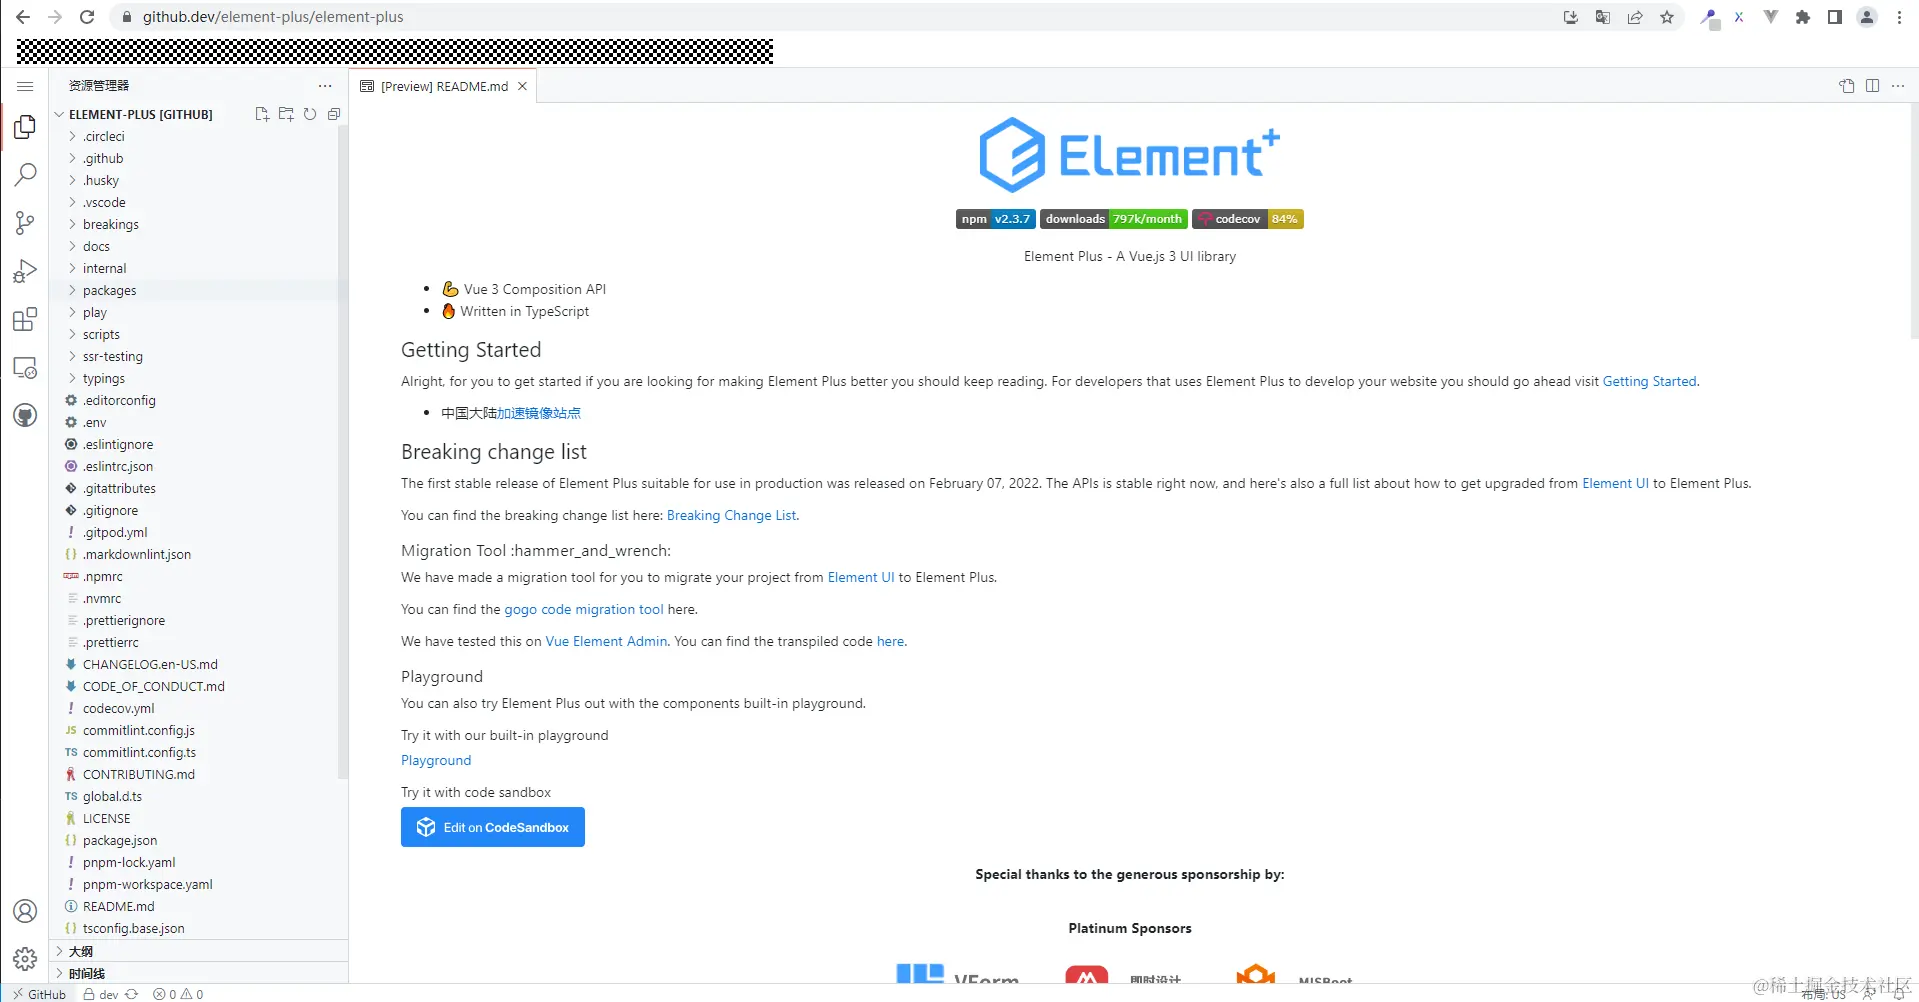 github.dev/element-plus/element-plus
资源管理器
[Preview] README.md
ELEMENT-PLUS [GITHUB]
.circleci
.github
.husky
.vscode
breakings
docs
internal
packages
play
scripts
ssr-testing
typings
.editorconfig
.env
.eslintignore
.eslintrc.json
.gitattributes
.gitignore
.gitpod.yml
.markdownlint.json
.npmrc
.nvmrc
.prettierignore
.prettierrc
CHANGELOG.en-US.md
CODE_OF_CONDUCT.md
codecov.yml
commitlint.config.js
commitlint.config.ts
CONTRIBUTING.md
global.d.ts
LICENSE
package.json
pnpm-lock.yaml
pnpm-workspace.yaml
README.md
tsconfig.base.json
大纲
时间线
Element+
npm v2.3.7 downloads 797k/month codecov 84%
Element Plus - A Vue.js 3 UI library
• 💪 Vue 3 Composition API
• 🔥 Written in TypeScript
Getting Started
Alright, for you to get started if you are looking for making Element Plus better you should keep reading. For developers that uses Element Plus to develop your website you should go ahead visit Getting Started.
• 中国大陆加速镜像站点
Breaking change list
The first stable release of Element Plus suitable for use in production was released on February 07, 2022. The APIs is stable right now, and here's also a full list about how to get upgraded from Element UI to Element Plus.
You can find the breaking change list here: Breaking Change List.
Migration Tool :hammer_and_wrench:
We have made a migration tool for you to migrate your project from Element UI to Element Plus.
You can find the gogo code migration tool here.
We have tested this on Vue Element Admin. You can find the transpiled code here.
Playground
You can also try Element Plus out with the components built-in playground.
Try it with our built-in playground
Playground
Try it with code sandbox
Edit on CodeSandbox
Special thanks to the generous sponsorship by:
Platinum Sponsors
VForm 即时设计 MISBoot
GitHub dev 0 0 布局: US
@稀土掘金技术社区